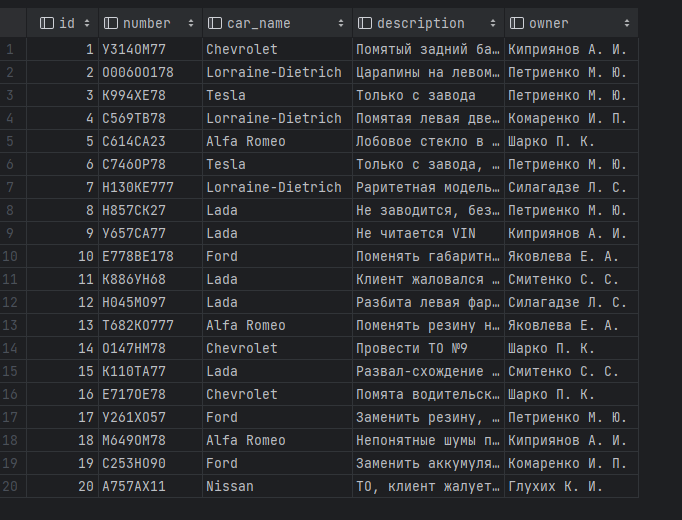 id number car_name description owner
1 1 У314ОМ77 Chevrolet Помятый задний ба… Киприянов А. И.
2 2 О006ОО178 Lorraine-Dietrich Царапины на левом… Петриенко М. Ю.
3 3 К994ХЕ78 Tesla Только с завода Петриенко М. Ю.
4 4 С569ТВ78 Lorraine-Dietrich Помятая левая две… Комаренко И. П.
5 5 С614СА23 Alfa Romeo Лобовое стекло в … Шарко П. К.
6 6 С746ОР78 Tesla Только с завода, … Петриенко М. Ю.
7 7 Н130КЕ777 Lorraine-Dietrich Раритетная модель… Силагадзе Л. С.
8 8 Н857СК27 Lada Не заводится, без… Петриенко М. Ю.
9 9 У657СА77 Lada Не читается VIN Киприянов А. И.
10 10 Е778ВЕ178 Ford Поменять габаритн… Яковлева Е. А.
11 11 К886УН68 Lada Клиент жаловался … Смитенко С. С.
12 12 Н045МО97 Lada Разбита левая фар… Силагадзе Л. С.
13 13 Т682КО777 Alfa Romeo Поменять резину н… Яковлева Е. А.
14 14 О147НМ78 Chevrolet Провести ТО №9 Шарко П. К.
15 15 К110ТА77 Lada Развал-схождение … Смитенко С. С.
16 16 Е717ОЕ78 Chevrolet Помята водительск… Шарко П. К.
17 17 У261ХО57 Ford Заменить резину, … Петриенко М. Ю.
18 18 М649ОМ78 Alfa Romeo Непонятные шумы п… Киприянов А. И.
19 19 С253НО90 Ford Заменить аккумуля… Комаренко И. П.
20 20 А757АХ11 Nissan ТО, клиент жалует… Глухих К. И.